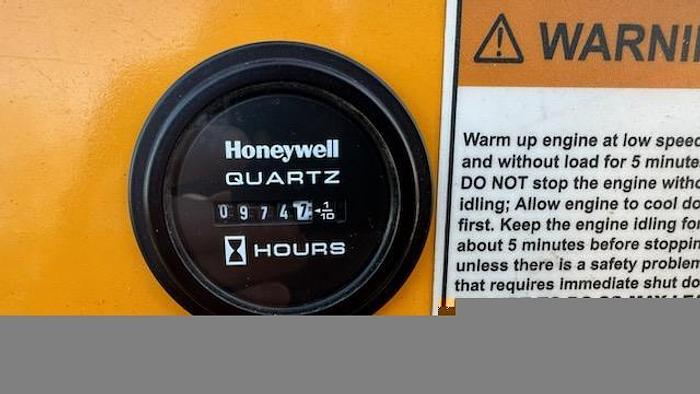 Honeywell
QUARTZ
0 9 7 4 7 1/10
HOURS
WARNI
Warm up engine at low speed
and without load for 5 minute
DO NOT stop the engine witho
idling; Allow engine to cool do
first. Keep the engine idling for
about 5 minutes before stoppin
unless there is a safety problem
that requires immediate shut do